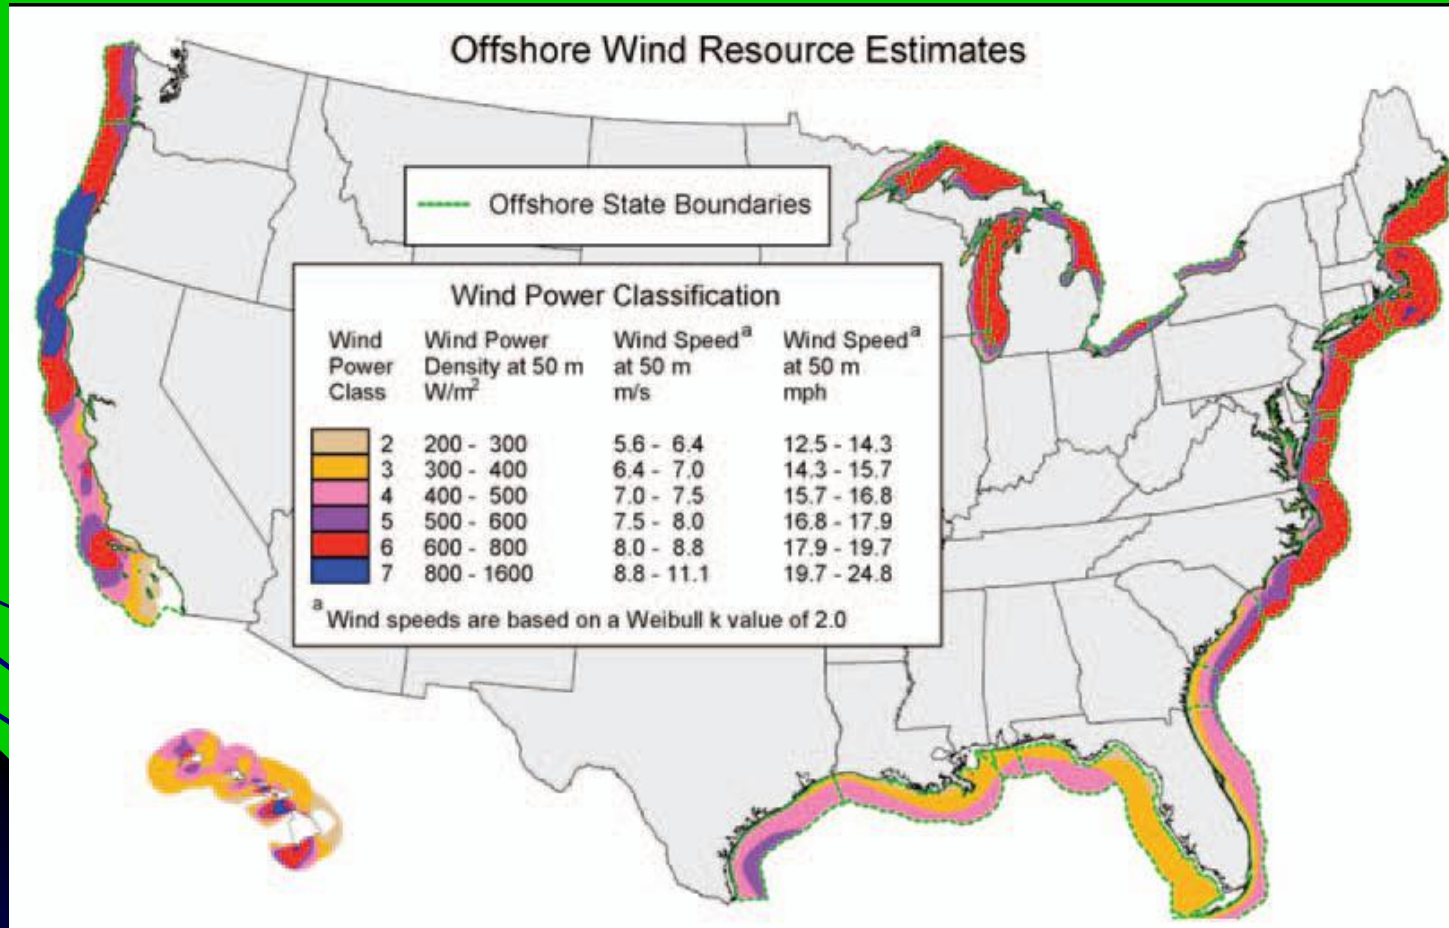 Offshore Wind Resource Estimates
Offshore State Boundaries
Wind Power Classification
Wind Wind Power Wind Speed a Wind Speed a
Power Density at 50 m at 50 m at 50 m
Class W/m² m/s mph
2 200 - 300 5.6 - 6.4 12.5 - 14.3
3 300 - 400 6.4 - 7.0 14.3 - 15.7
4 400 - 500 7.0 - 7.5 15.7 - 16.8
5 500 - 600 7.5 - 8.0 16.8 - 17.9
6 600 - 800 8.0 - 8.8 17.9 - 19.7
7 800 - 1600 8.8 - 11.1 19.7 - 24.8
a Wind speeds are based on a Weibull k value of 2.0